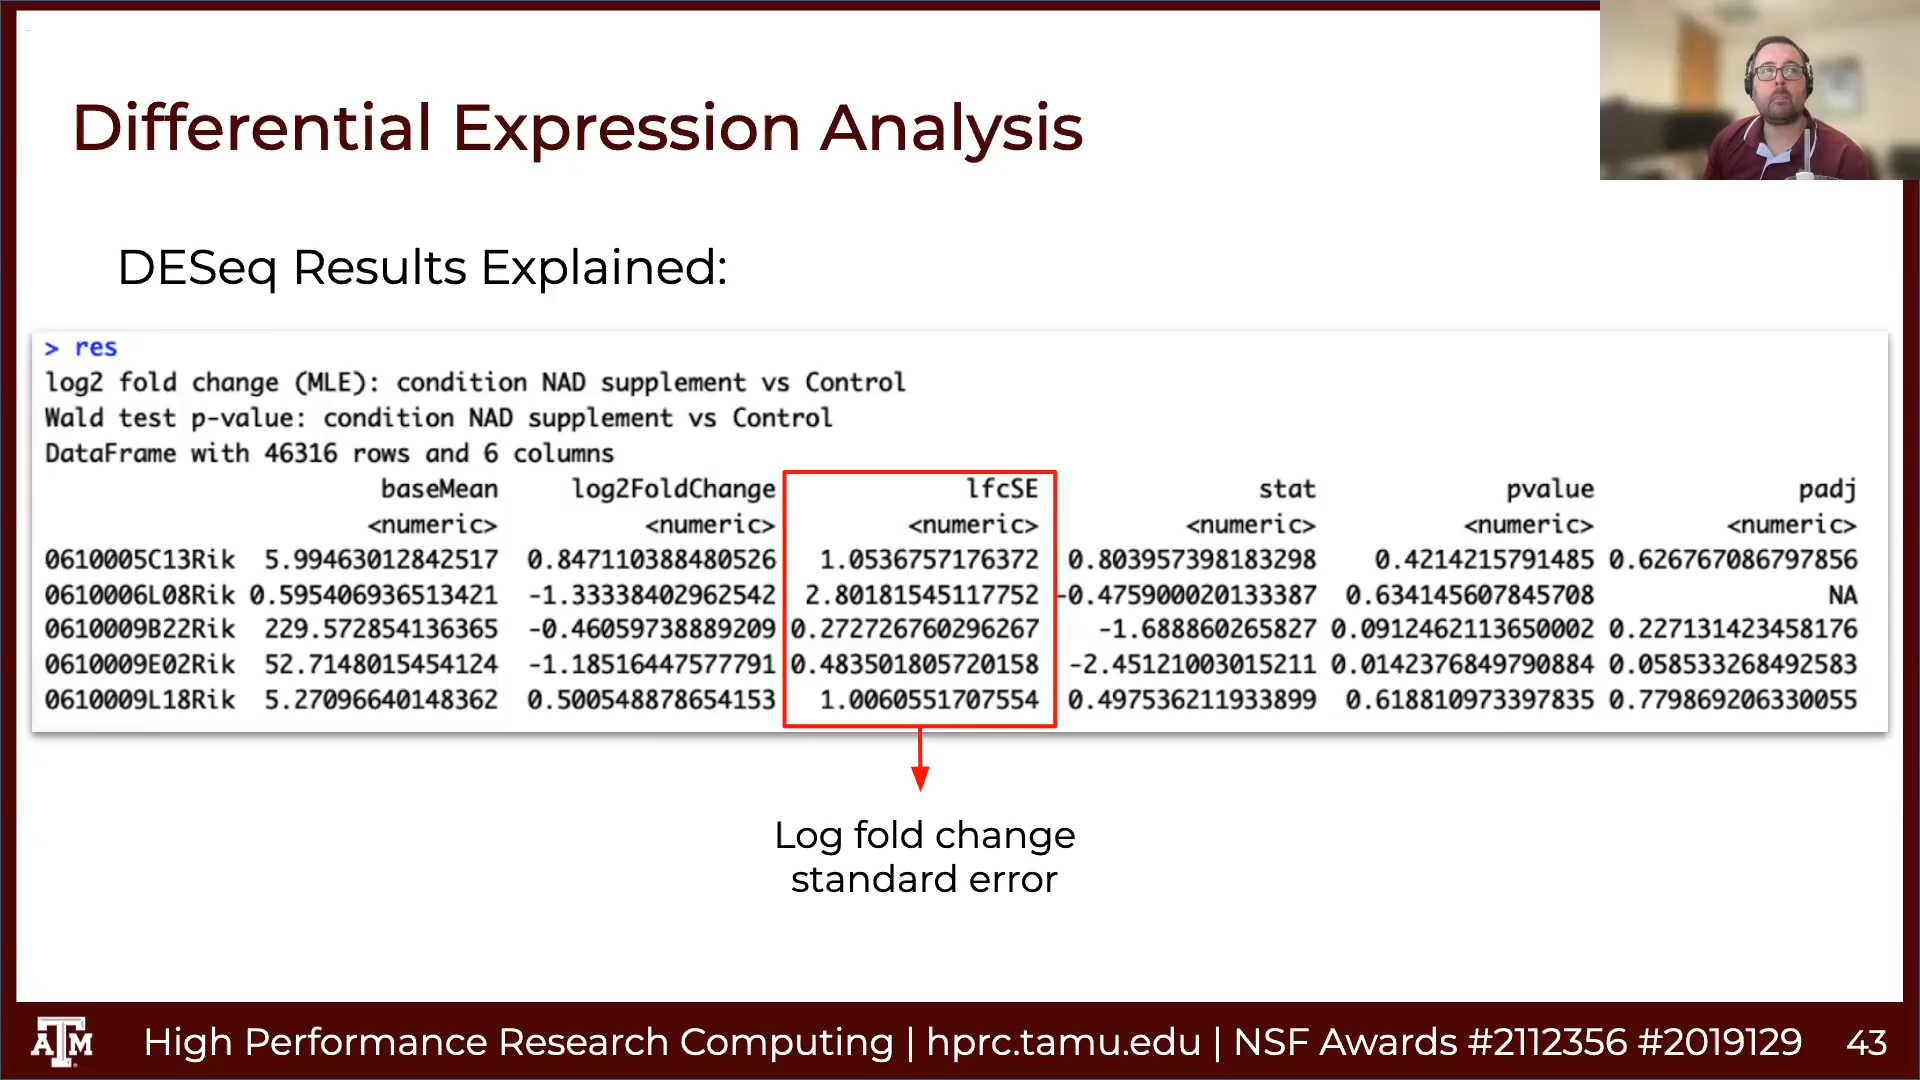 Differential Expression Analysis
DESeq Results Explained:
> res
log2 fold change (MLE): condition NAD supplement vs Control
Wald test p-value: condition NAD supplement vs Control
DataFrame with 46316 rows and 6 columns
baseMean log2FoldChange lfcSE stat pvalue padj
<numeric> <numeric> <numeric> <numeric> <numeric> <numeric>
0610005C13Rik 5.99463012842517 0.847110388480526 1.0536757176372 0.8039573981832​98 0.4214215791485 0.626767086797856
0610006L08Rik 0.595406936513421 -1.33338402962542 2.80181545117752 -0.475900020133387 0.634145607845708 NA
0610009B22Rik 229.572854136365 -0.46059738889209 0.272726760296267 -1.688860265827 0.0912462113650002 0.227131423458176
0610009E02Rik 52.7148015454124 -1.18516447577791 0.483501805720158 -2.45121003015211 0.0142376849790884 0.058533268492583
0610009L18Rik 5.27096640148362 0.500548878654153 1.0060551707554 0.497536211933899 0.618810973397835 0.779869206330055
Log fold change
standard error
ATM High Performance Research Computing | hprc.tamu.edu | NSF Awards #2112356 #2019129 43